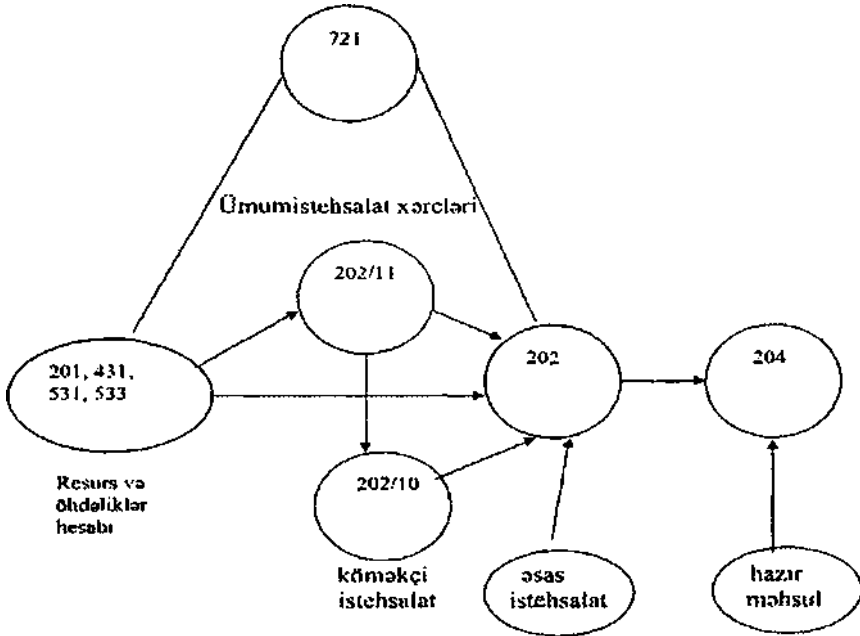 721
Ümumistehsalat xərcləri
202/11
202
204
201, 431,
531, 533
202/10
Resurs və
öhdəliklər
hesabı
köməkçi
istehsalat
əsas
istehsalat
hazır
məhsul